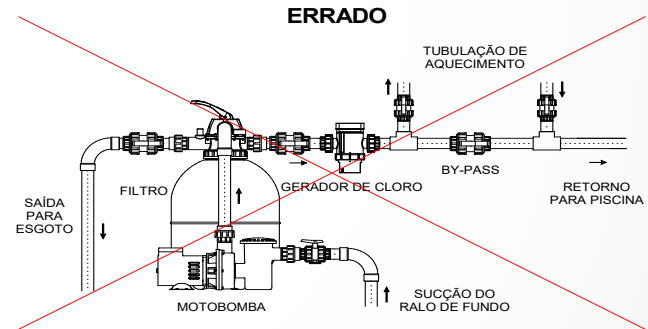 ERRADO
TUBULAÇÃO DE
AQUECIMENTO
FILTRO
GERADOR DE CLORO
BY-PASS
SAÍDA
PARA
ESGOTO
RETORNO
PARA PISCINA
MOTOBOMBA
SUCÇÃO DO
RALO DE FUNDO